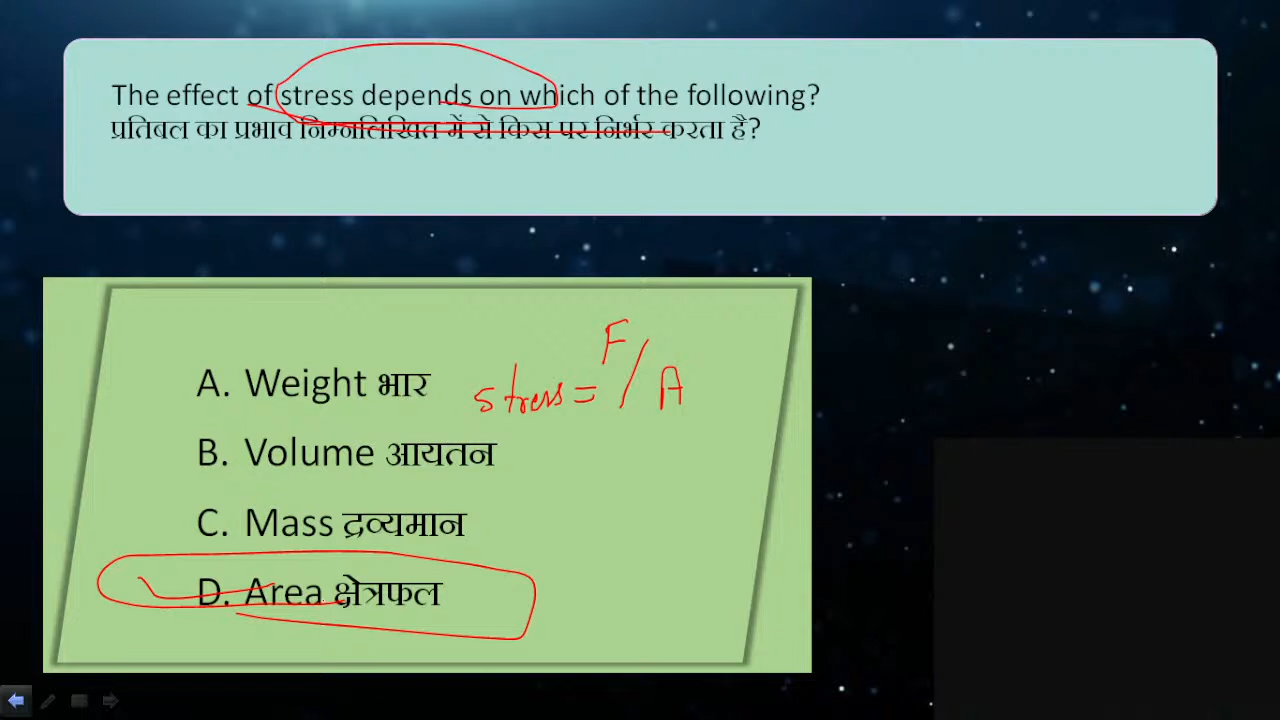 The effect of stress depends on which of the following?
प्रतिबल का प्रभाव निम्नलिखित में से किस पर निर्भर करता है?
A. Weight भार
stress = F/A
B. Volume आयतन
C. Mass द्रव्यमान
D. Area क्षेत्रफल